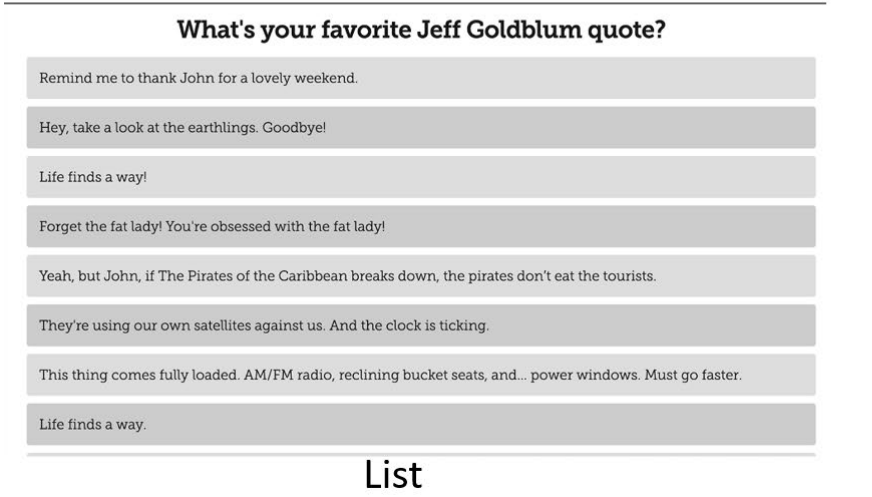 What's your favorite Jeff Goldblum quote?
Remind me to thank John for a lovely weekend.
Hey, take a look at the earthlings. Goodbye!
Life finds a way!
Forget the fat lady! You're obsessed with the fat lady!
Yeah, but John, if The Pirates of the Caribbean breaks down, the pirates don't eat the tourists.
They're using our own satellites against us. And the clock is ticking.
This thing comes fully loaded. AM/FM radio, reclining bucket seats, and... power windows. Must go faster.
Life finds a way.
List